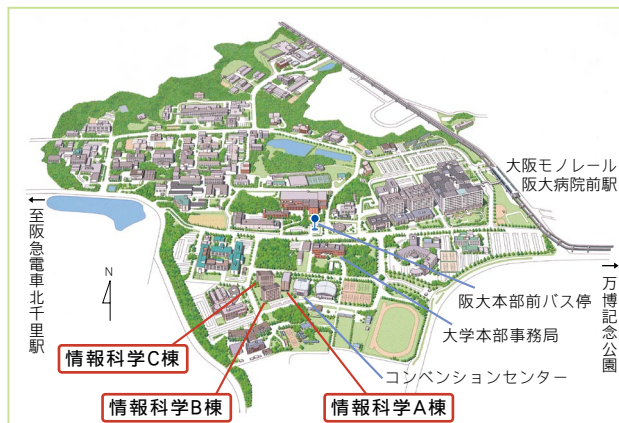 大阪モノレール
阪大病院前駅
←至阪急電車北千里駅
N
→万博記念公園
阪大本部前バス停
大学本部事務局
コンベンションセンター
情報科学C棟
情報科学B棟
情報科学A棟